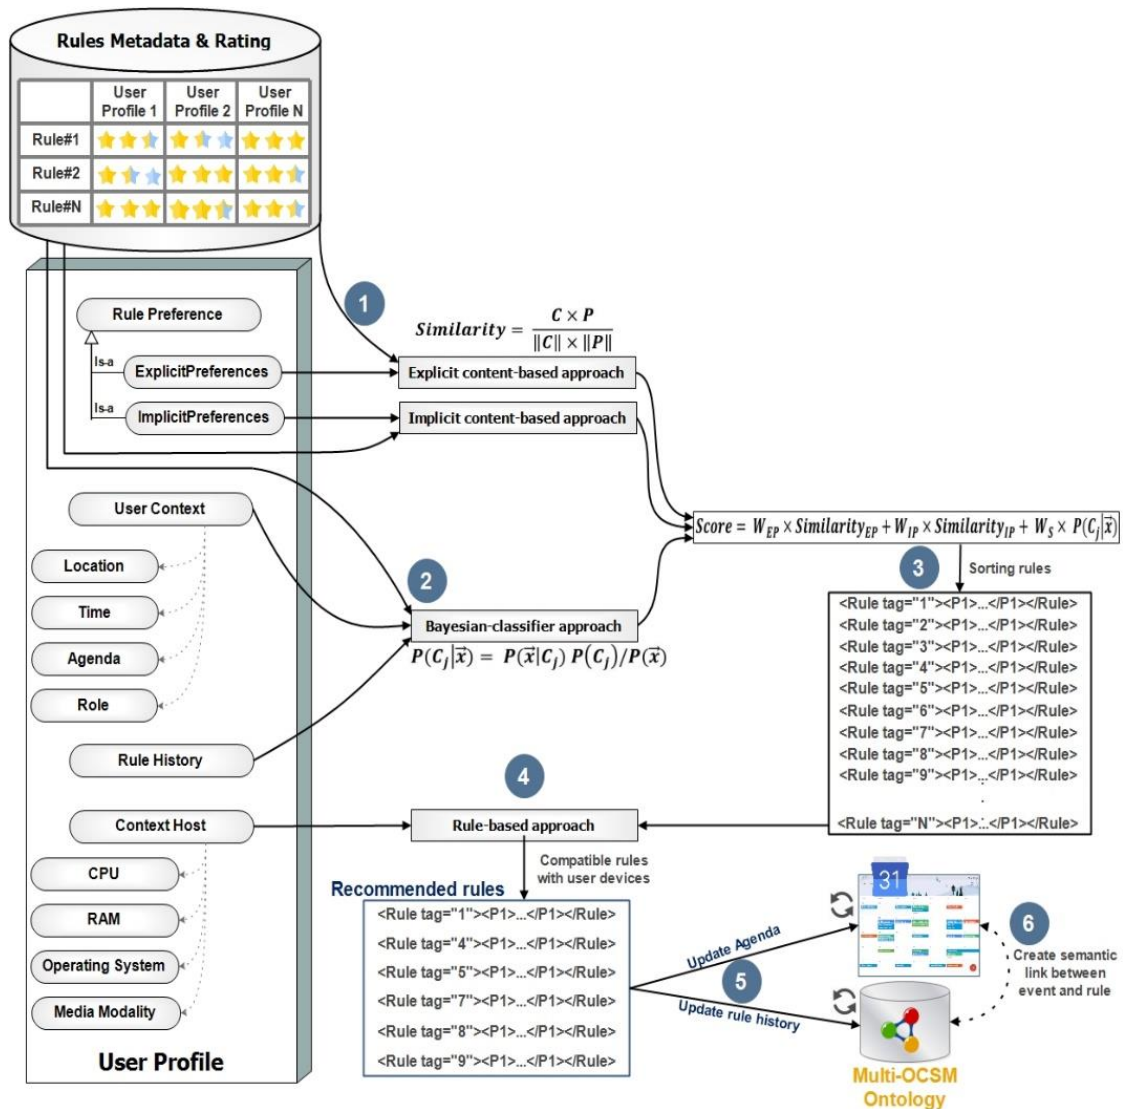 Rules Metadata & Rating
User Profile 1
User Profile 2
User Profile N
Rule#1
Rule#2
Rule#N
1
Similarity = C × P / ‖C‖ × ‖P‖
Rule Preference
Is-a
ExplicitPreferences
Explicit content-based approach
Is-a
ImplicitPreferences
Implicit content-based approach
User Context
Location
Time
Agenda
Role
Rule History
Context Host
CPU
RAM
Operating System
Media Modality
User Profile
2
Bayesian-classifier approach
P(C_j|x⃗) = P(x⃗|C_j) P(C_j)/P(x⃗)
Score = W_EP × Similarity_EP + W_IP × Similarity_IP + W_S × P(C_j|x⃗)
3
Sorting rules
<Rule tag="1"><P1>...</P1></Rule>
<Rule tag="2"><P1>...</P1></Rule>
<Rule tag="3"><P1>...</P1></Rule>
<Rule tag="4"><P1>...</P1></Rule>
<Rule tag="5"><P1>...</P1></Rule>
<Rule tag="6"><P1>...</P1></Rule>
<Rule tag="7"><P1>...</P1></Rule>
<Rule tag="8"><P1>...</P1></Rule>
<Rule tag="9"><P1>...</P1></Rule>
.
.
<Rule tag="N"><P1>...</P1></Rule>
4
Rule-based approach
Compatible rules
with user devices
Recommended rules
<Rule tag="1"><P1>...</P1></Rule>
<Rule tag="4"><P1>...</P1></Rule>
<Rule tag="5"><P1>...</P1></Rule>
<Rule tag="7"><P1>...</P1></Rule>
<Rule tag="8"><P1>...</P1></Rule>
<Rule tag="9"><P1>...</P1></Rule>
Update Agenda
5
Update rule history
31
6
Create semantic
link between
event and rule
Multi-OCSM
Ontology